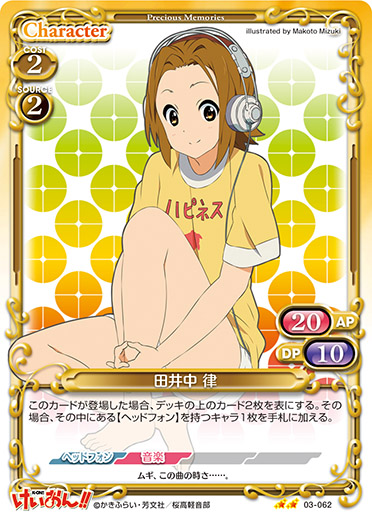 Precious Memories
Character
illustrated by Makoto Mizuki
COST
2
SOURCE
2
ハピネス
20 AP
DP 10
田井中 律
このカードが登場した場合、デッキの上のカード2枚を表にする。その
場合、その中にある【ヘッドフォン】を持つキャラ1枚を手札に加える。
ヘッドフォン 音楽
ムギ、この曲の時さ……。
けいおん!!
©かきふらい・芳文社／桜高軽音部
03-062